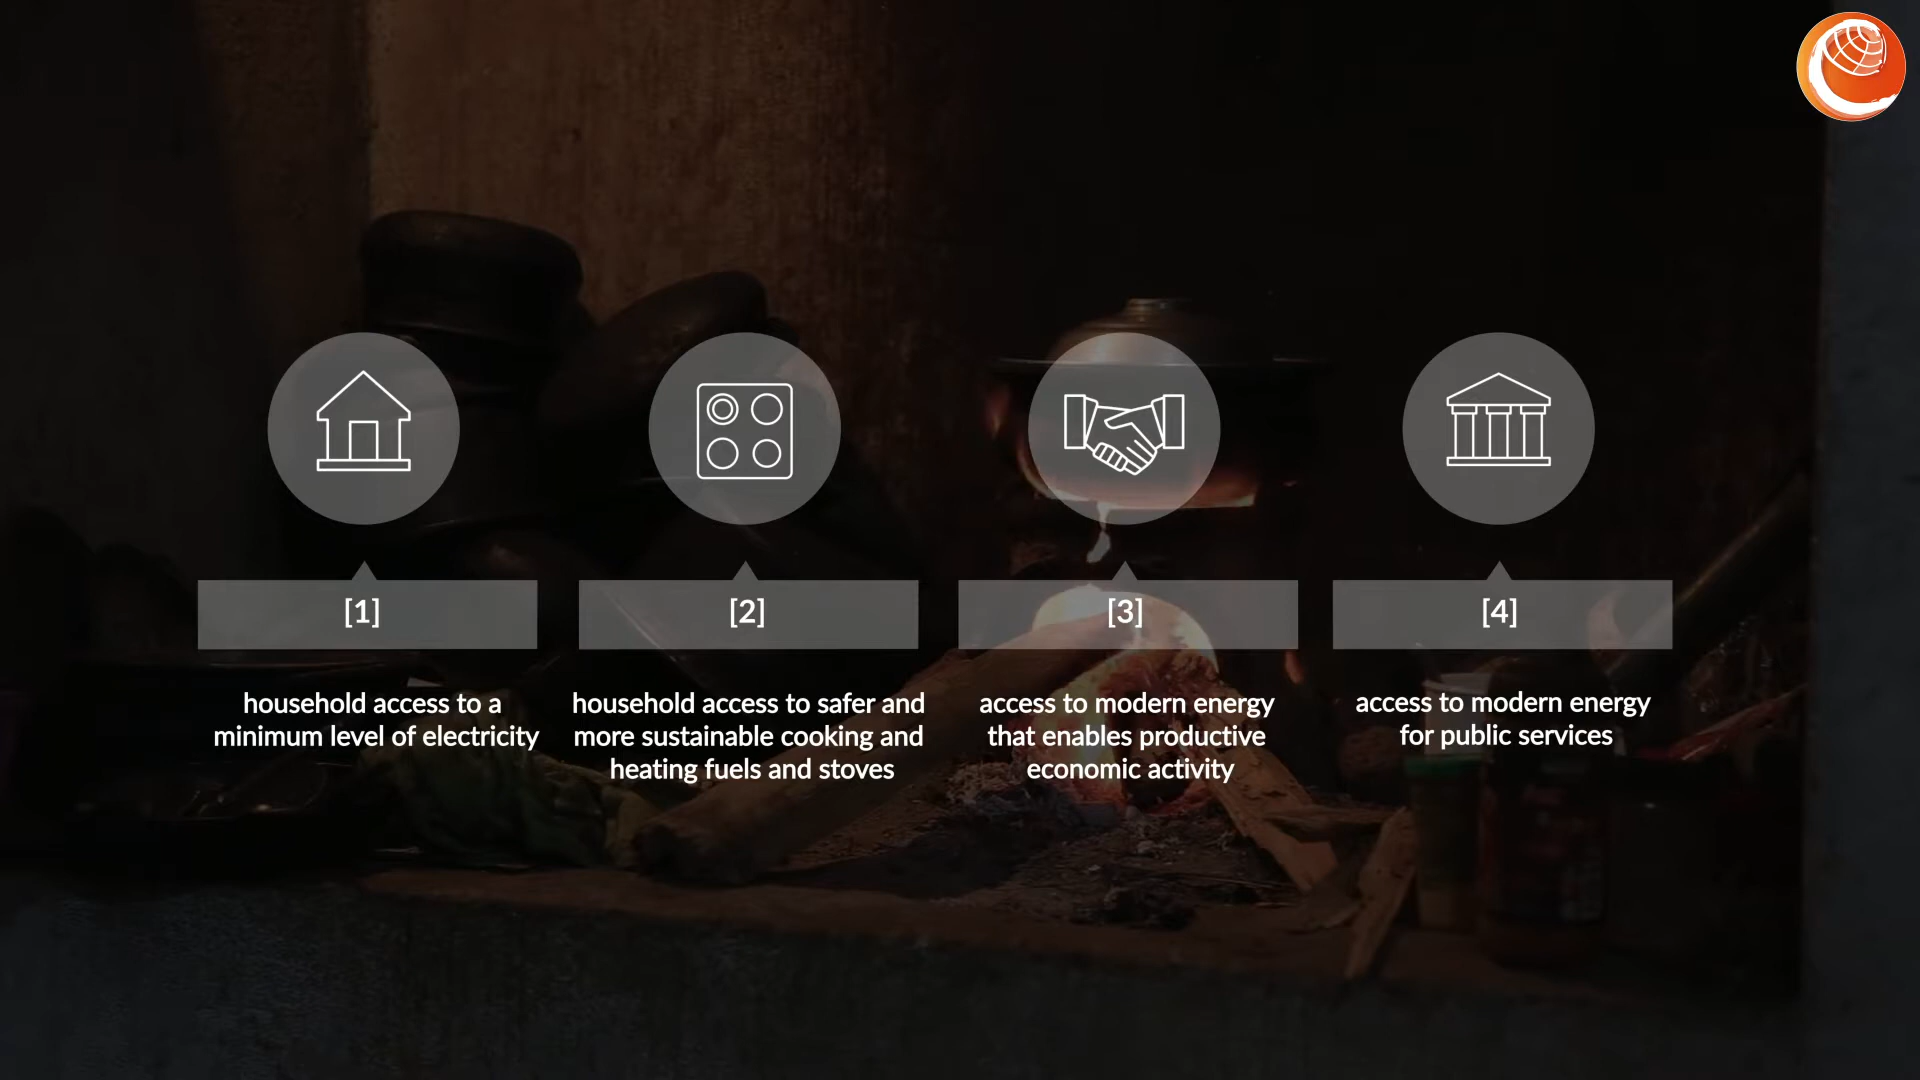 [1]
household access to a
minimum level of electricity
[2]
household access to safer and
more sustainable cooking and
heating fuels and stoves
[3]
access to modern energy
that enables productive
economic activity
[4]
access to modern energy
for public services